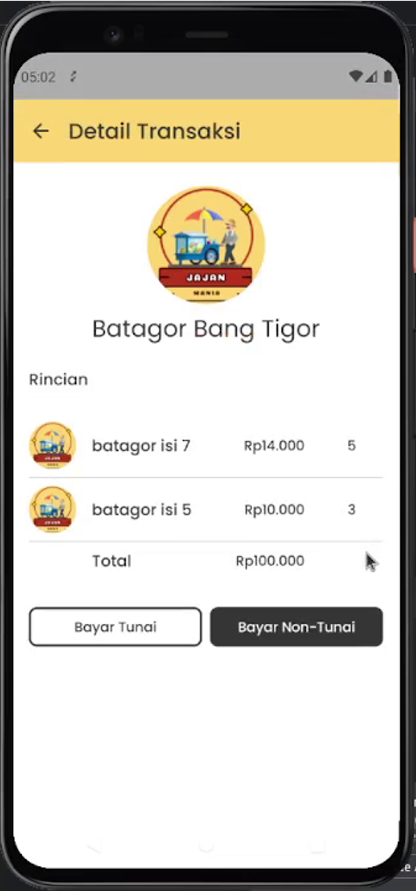 05:02
Detail Transaksi
JAJAN
MANIA
Batagor Bang Tigor
Rincian
batagor isi 7 Rp14.000 5
batagor isi 5 Rp10.000 3
Total Rp100.000
Bayar Tunai Bayar Non-Tunai